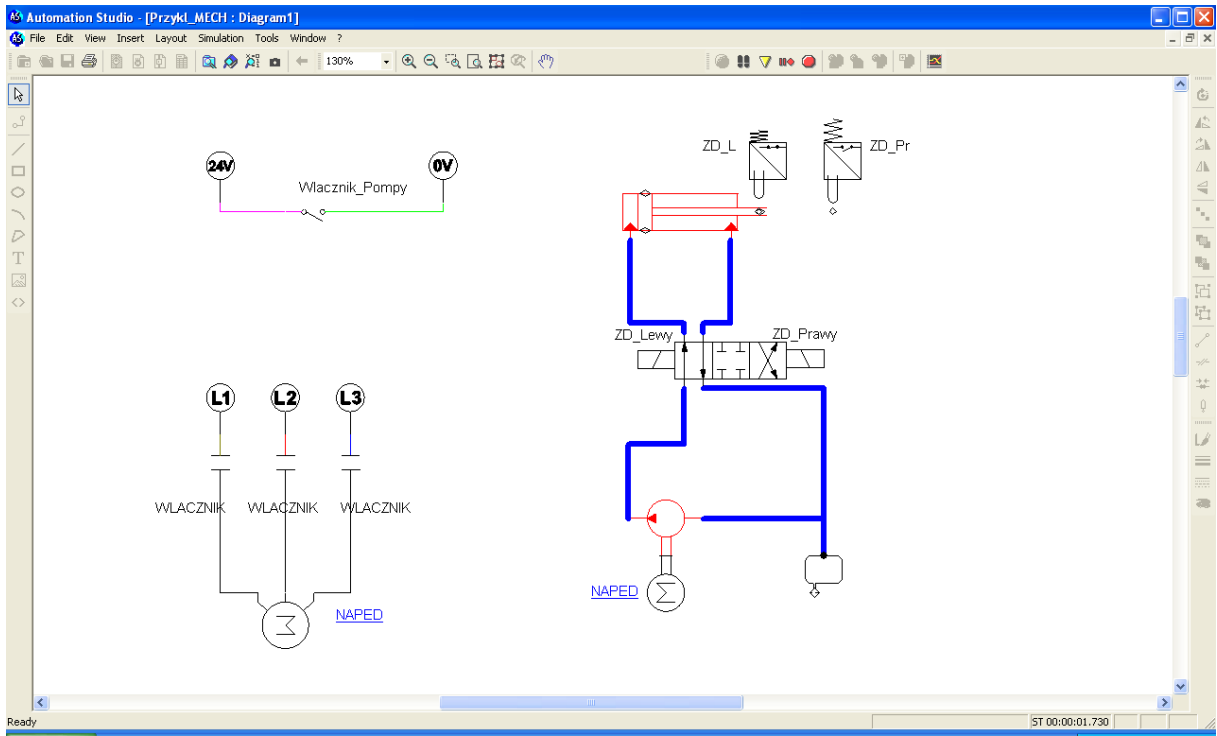 Automation Studio - [Przykl_MECH : Diagram1]
File Edit View Insert Layout Simulation Tools Window ?
130%
ZD_L
ZD_Pr
24V
0V
Wlacznik_Pompy
ZD_Lewy
ZD_Prawy
L1
L2
L3
WLACZNIK
WLACZNIK
WLACZNIK
NAPED
NAPED
Ready
ST 00:00:01.730